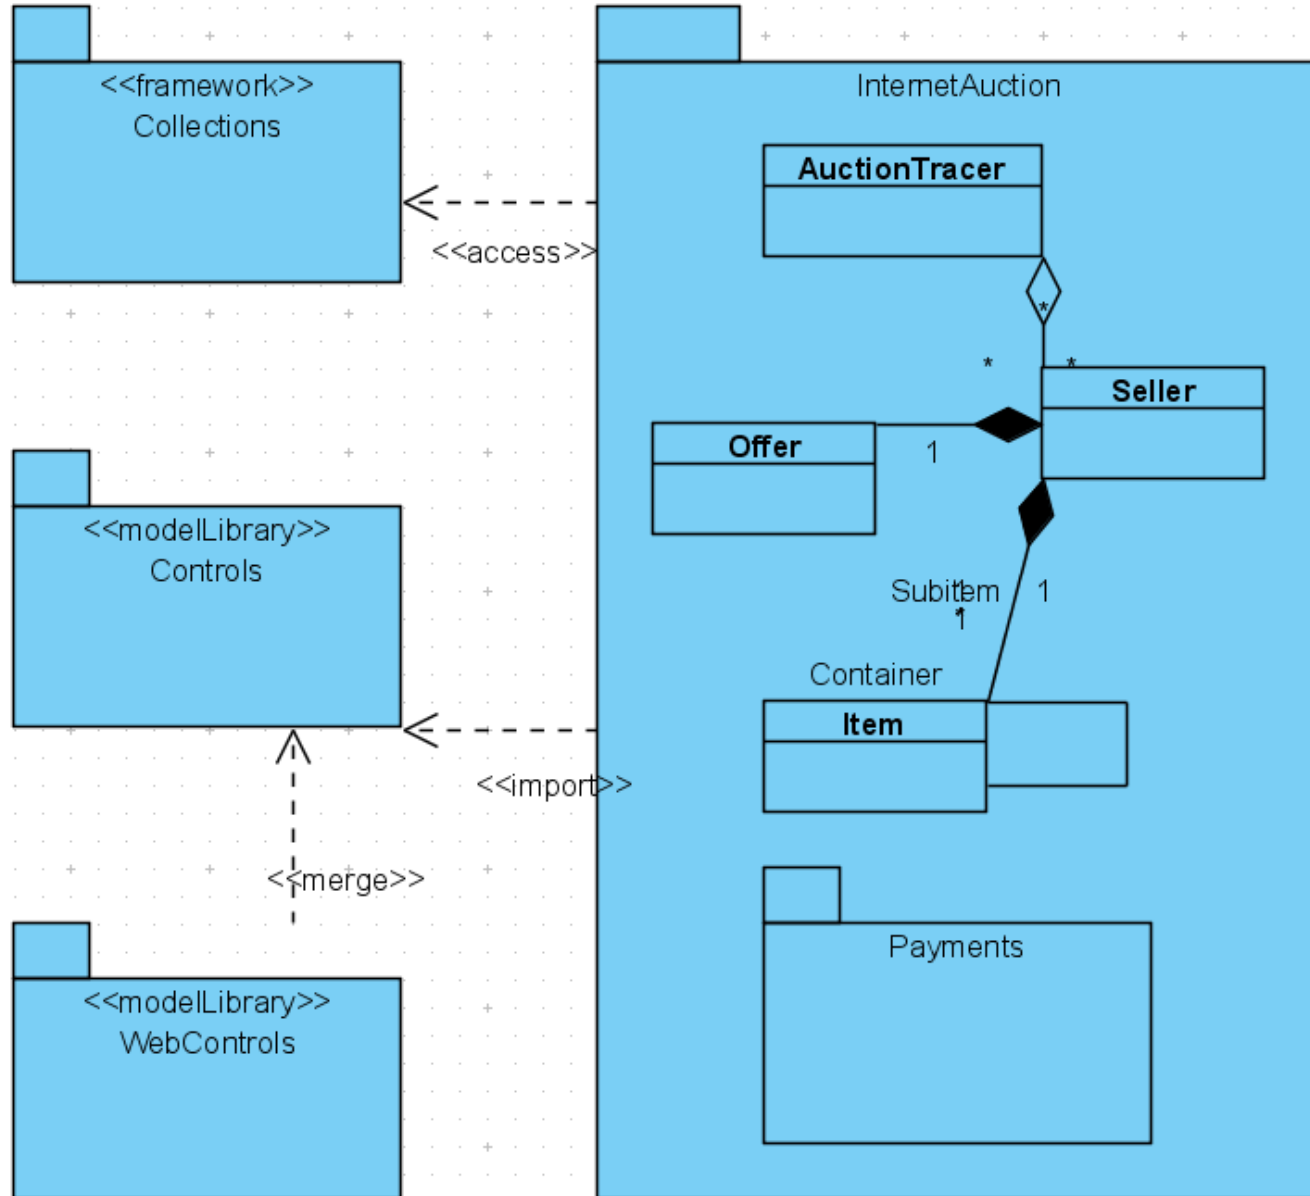 <<framework>>
Collections
<<access>>
<<modelLibrary>>
Controls
<<import>>
<<merge>>
<<modelLibrary>>
WebControls
InternetAuction
AuctionTracer
*
*
*
Seller
Offer
1
Subitem
1
*
Container
Item
Payments